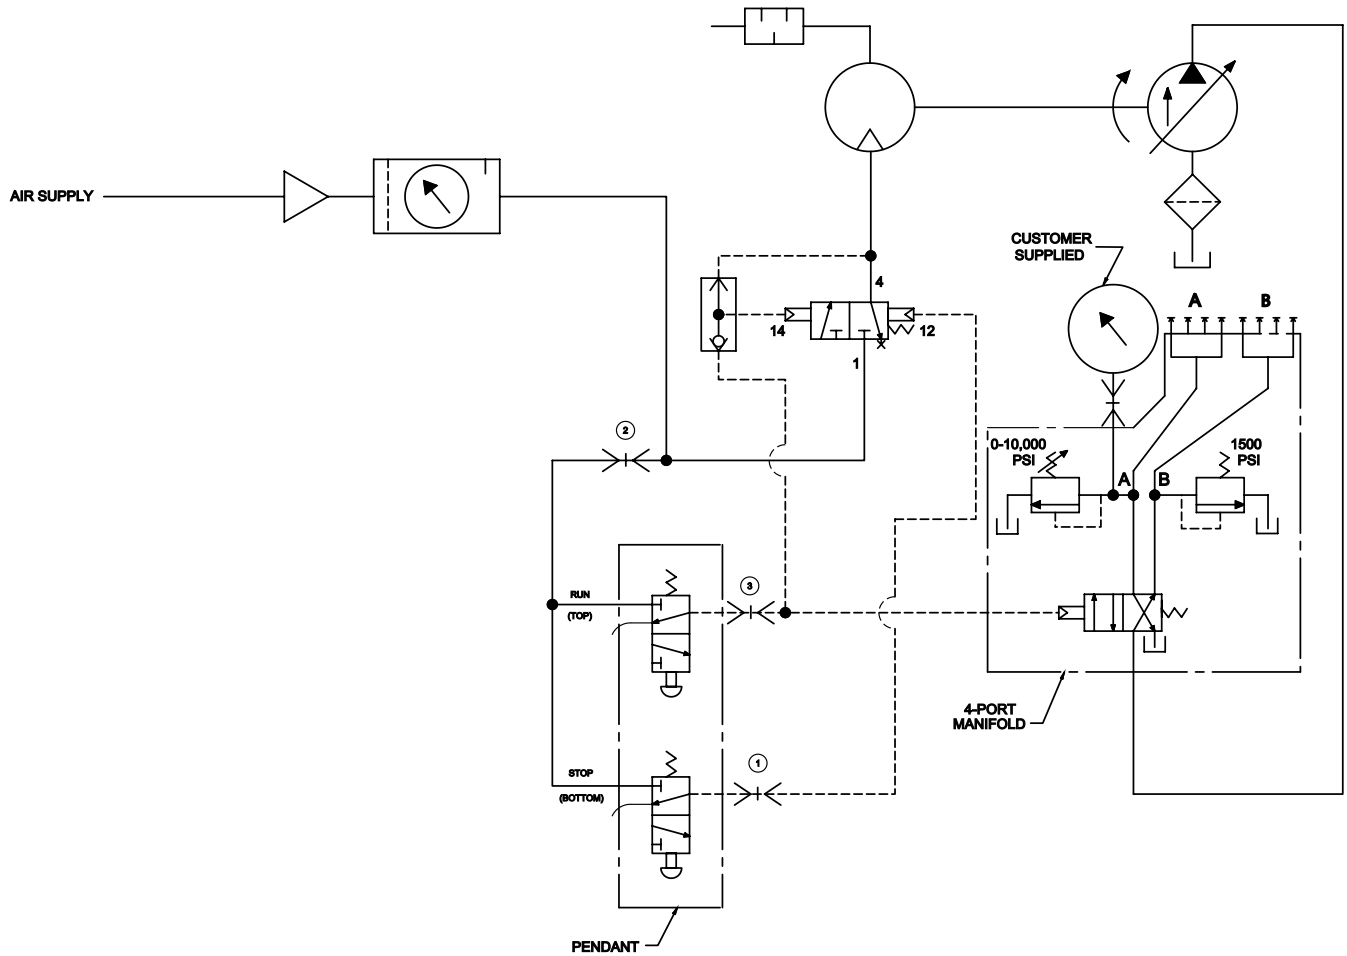 AIR SUPPLY
CUSTOMER
SUPPLIED
A
B
4
14
12
1
2
0-10,000
PSI
1500
PSI
A
B
3
RUN
(TOP)
4-PORT
MANIFOLD
1
STOP
(BOTTOM)
PENDANT